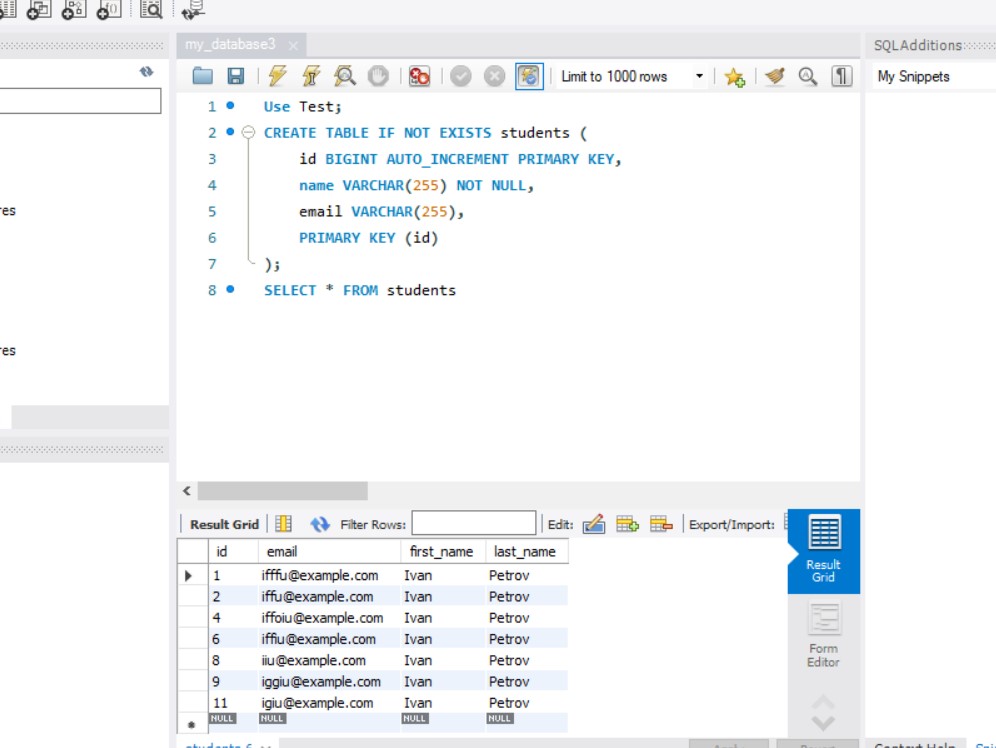 my_database3 ×
SQLAdditions
Limit to 1000 rows
My Snippets
1 Use Test;
2 CREATE TABLE IF NOT EXISTS students (
3 id BIGINT AUTO_INCREMENT PRIMARY KEY,
4 name VARCHAR(255) NOT NULL,
5 email VARCHAR(255),
6 PRIMARY KEY (id)
7 );
8 SELECT * FROM students
res
res
Result Grid Filter Rows: Edit: Export/Import:
id email first_name last_name
1 ifffu@example.com Ivan Petrov
2 iffu@example.com Ivan Petrov
4 iffoiu@example.com Ivan Petrov
6 iffiu@example.com Ivan Petrov
8 iiu@example.com Ivan Petrov
9 iggiu@example.com Ivan Petrov
11 igiu@example.com Ivan Petrov
NULL NULL NULL NULL
Result
Grid
Form
Editor
students 6
Context Help